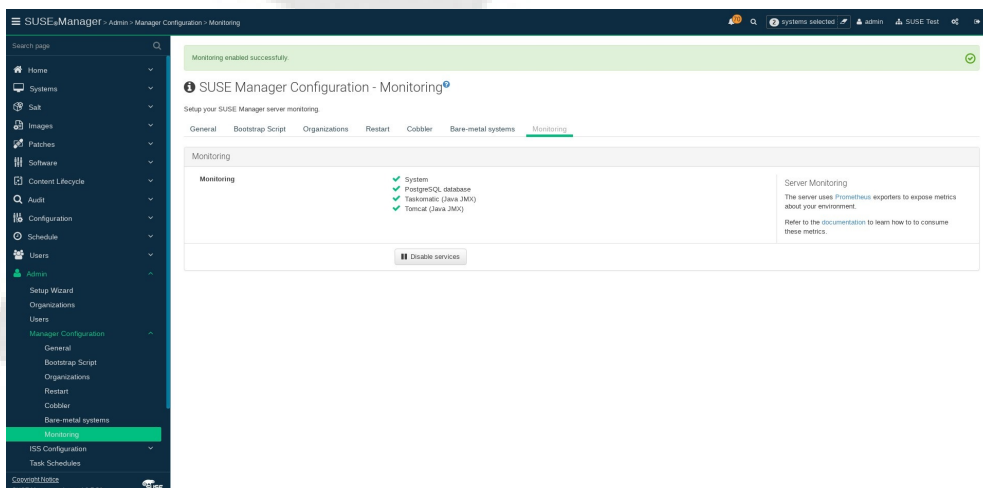 SUSE Manager > Admin > Manager Configuration > Monitoring
2 systems selected
admin
SUSE Test
Search page
Home
Systems
Salt
Images
Patches
Software
Content Lifecycle
Audit
Configuration
Schedule
Users
Admin
Setup Wizard
Organizations
Users
Manager Configuration
General
Bootstrap Script
Organizations
Restart
Cobbler
Bare-metal systems
Monitoring
ISS Configuration
Task Schedules
Copyright Notice
SUSE
Monitoring enabled successfully.
SUSE Manager Configuration - Monitoring
Setup your SUSE Manager server monitoring.
General Bootstrap Script Organizations Restart Cobbler Bare-metal systems Monitoring
Monitoring
Monitoring
System
PostgreSQL database
Taskomatic (Java JMX)
Tomcat (Java JMX)
Disable services
Server Monitoring
The server uses Prometheus exporters to expose metrics
about your environment.
Refer to the documentation to learn how to to consume
these metrics.